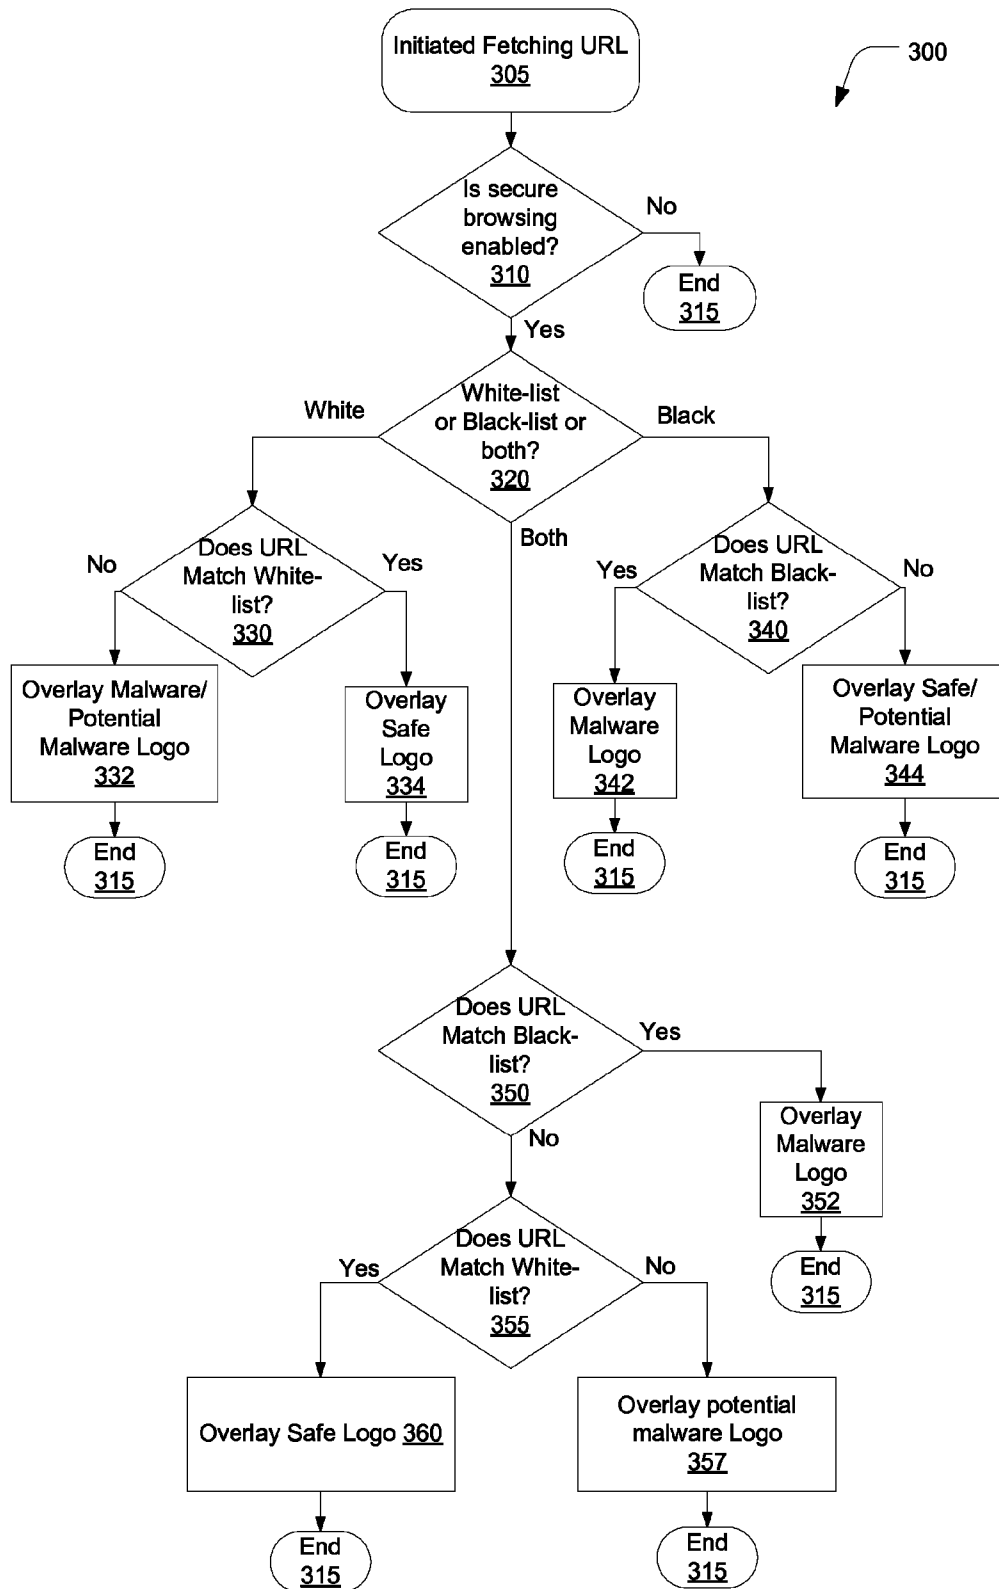 Initiated Fetching URL
305
300
Is secure
browsing
enabled?
310
No
End
315
Yes
White-list
or Black-list or
both?
320
White
Black
Both
Does URL
Match White-
list?
330
No
Yes
Does URL
Match Black-
list?
340
Yes
No
Overlay Malware/
Potential
Malware Logo
332
Overlay
Safe
Logo
334
Overlay
Malware
Logo
342
Overlay Safe/
Potential
Malware Logo
344
End
315
End
315
End
315
End
315
Does URL
Match Black-
list?
350
Yes
No
Overlay
Malware
Logo
352
End
315
Does URL
Match White-
list?
355
Yes
No
Overlay Safe Logo 360
Overlay potential
malware Logo
357
End
315
End
315